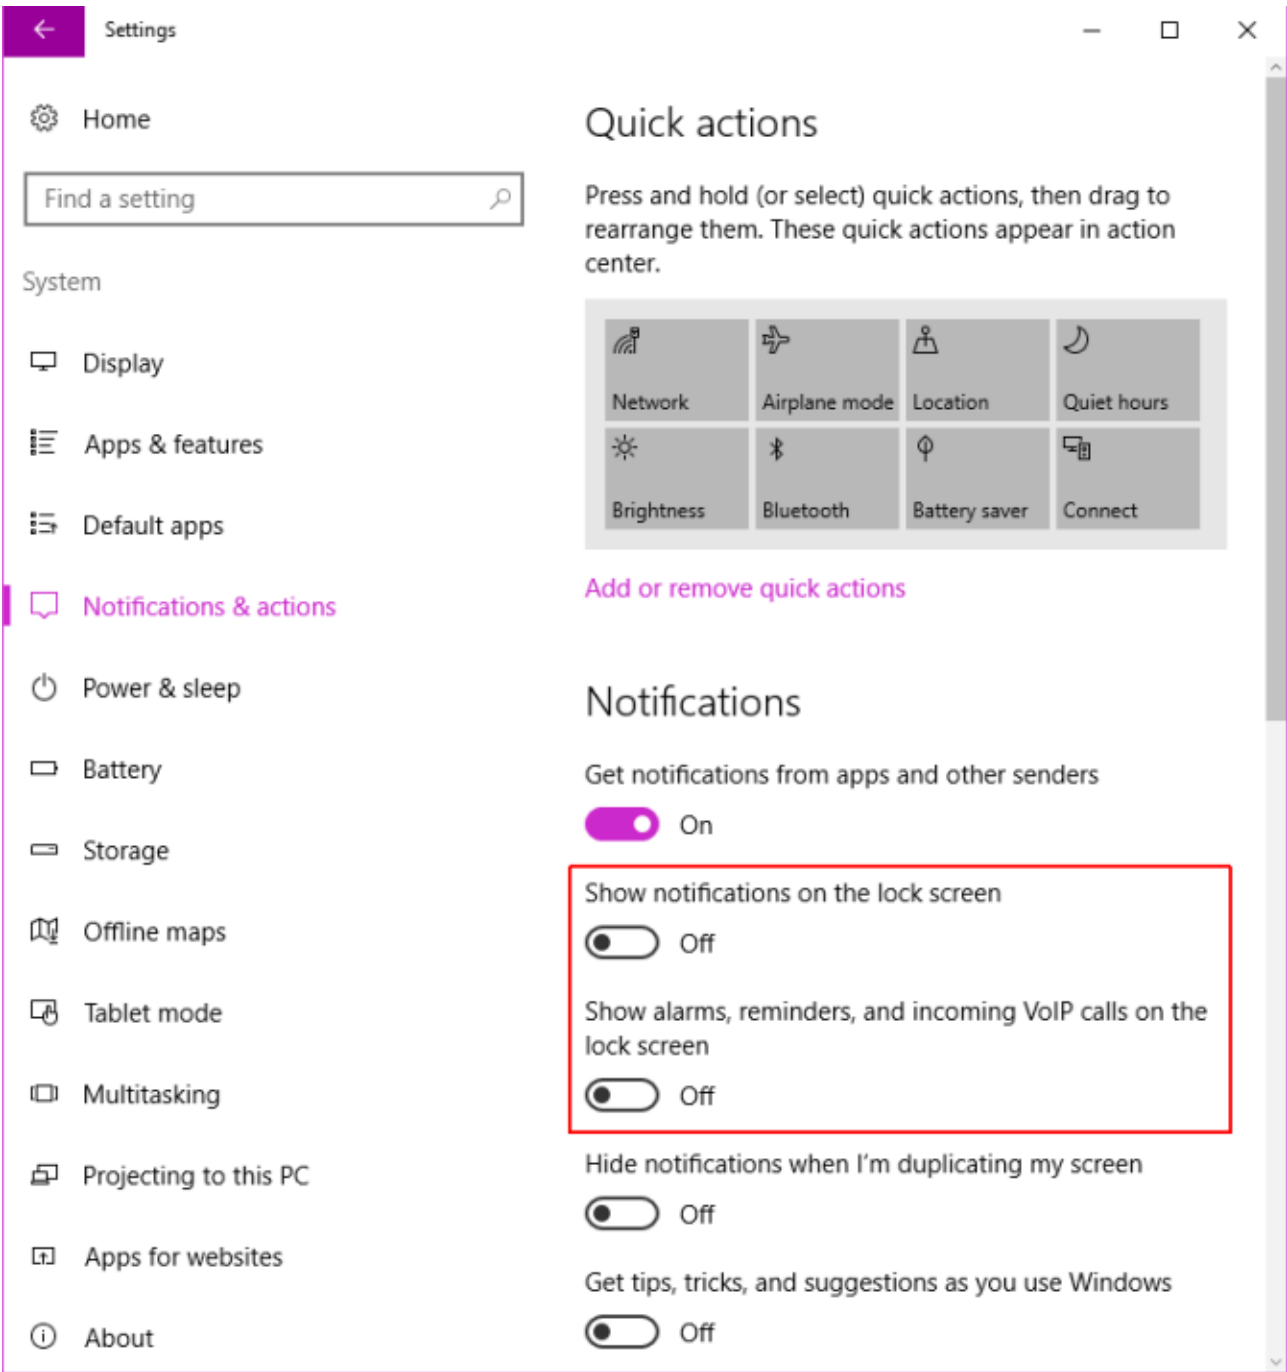 Settings
Home
Find a setting
System
Display
Apps & features
Default apps
Notifications & actions
Power & sleep
Battery
Storage
Offline maps
Tablet mode
Multitasking
Projecting to this PC
Apps for websites
About
Quick actions
Press and hold (or select) quick actions, then drag to
rearrange them. These quick actions appear in action
center.
Network
Airplane mode
Location
Quiet hours
Brightness
Bluetooth
Battery saver
Connect
Add or remove quick actions
Notifications
Get notifications from apps and other senders
On
Show notifications on the lock screen
Off
Show alarms, reminders, and incoming VoIP calls on the
lock screen
Off
Hide notifications when I'm duplicating my screen
Off
Get tips, tricks, and suggestions as you use Windows
Off